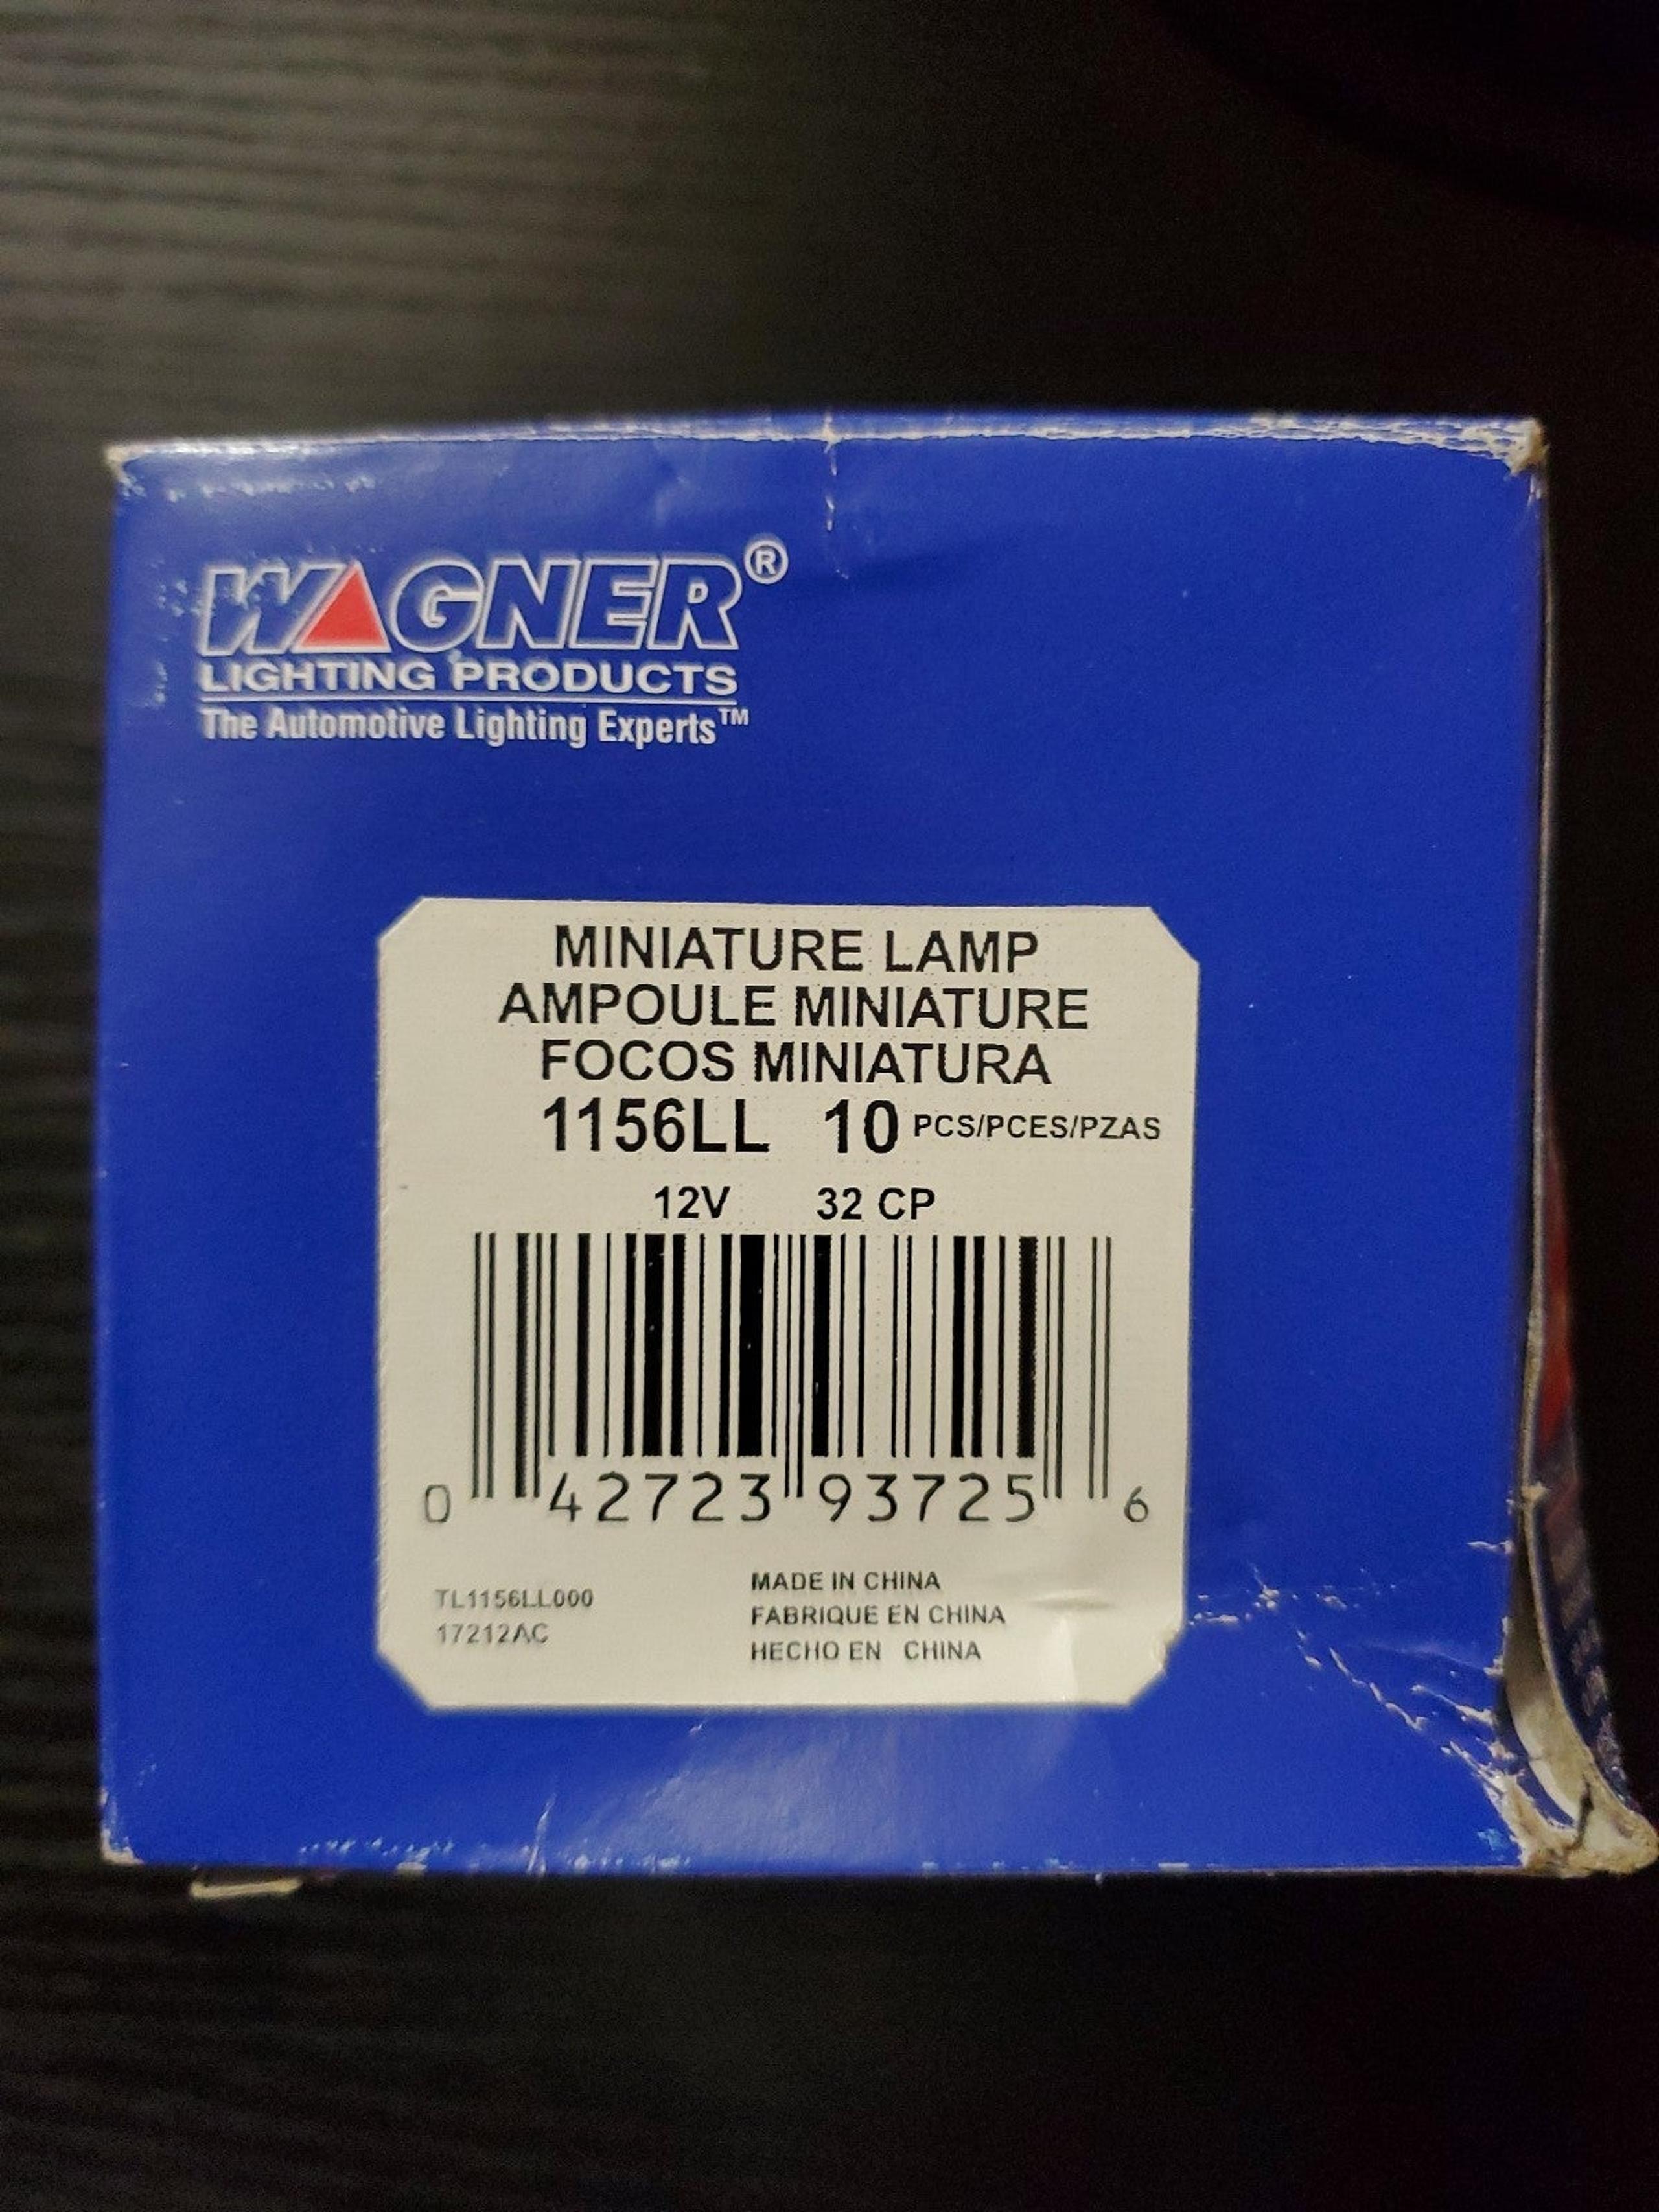 WAGNER®
LIGHTING PRODUCTS
The Automotive Lighting Experts™
MINIATURE LAMP
AMPOULE MINIATURE
FOCOS MINIATURA
1156LL 10 PCS/PCES/PZAS
12V 32 CP
0 42723 93725 6
TL1156LL000
17212AC
MADE IN CHINA
FABRIQUE EN CHINA
HECHO EN CHINA